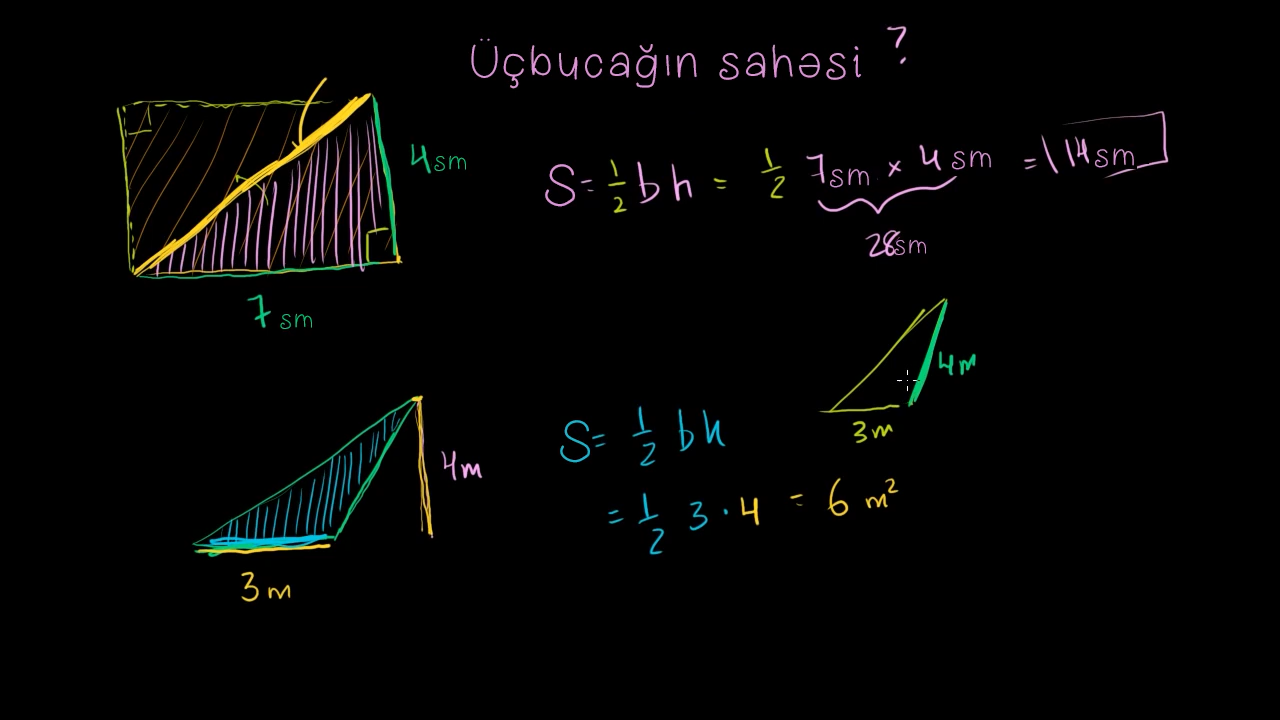 Üçbucağın sahəsi ?
4sm
7sm
S = 1/2 b h = 1/2 7sm × 4sm = 14sm
28sm
4m
3m
S = 1/2 bh
= 1/2 3 · 4 = 6 m²
4m
3m